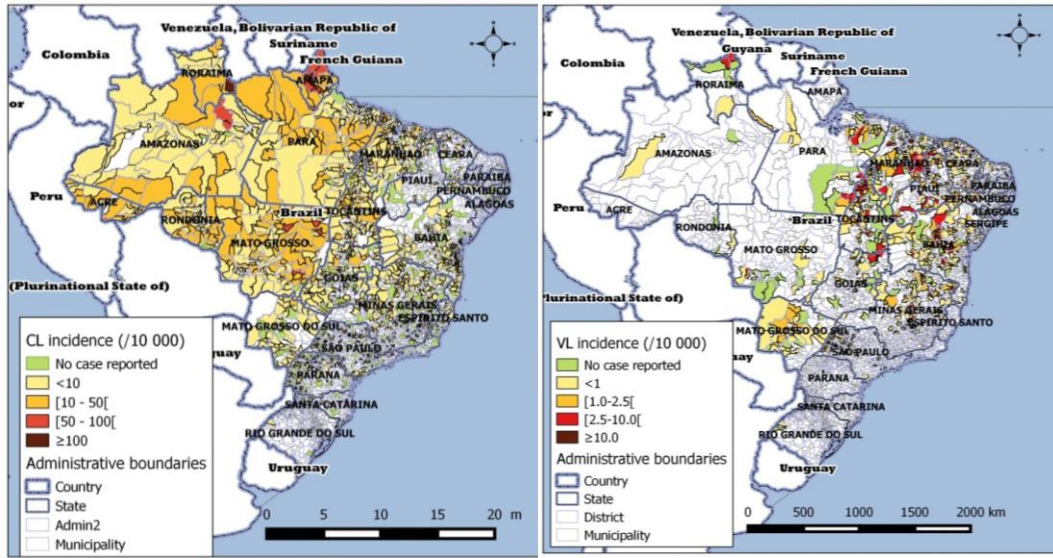 Venezuela, Bolivarian Republic of
Suriname
French Guiana
Colombia
RORAIMA
AMAPA
or
AMAZONAS
PARA
MARANHAO
CEARA
PIAUI
PARAIBA
PERNAMBUCO
ALAGOAS
Peru
ACRE
RONDONIA
Brazil
TOCANTINS
BAHIA
MATO GROSSO
GOIAS
(Plurinational State of)
MINAS GERAIS
ESPIRITO SANTO
MATO GROSSO DO SUL
SAO PAULO
uguay
PARANA
SANTA CATARINA
RIO GRANDE DO SUL
Uruguay
CL incidence (/10 000)
No case reported
<10
[10 - 50[
[50 - 100[
≥100
Administrative boundaries
Country
State
Admin2
Municipality
0 5 10 15 20 m
Venezuela, Bolivarian Republic of
Guyana
Suriname
French Guiana
Colombia
RORAIMA
AMAPA
or
AMAZONAS
PARA
MARANHAO
CEARA
PIAUI
PARAIBA
PERNAMBUCO
ALAGOAS
SERGIPE
Peru
ACRE
RONDONIA
Brazil
TOCANTINS
BAHIA
MATO GROSSO
GOIAS
Plurinational State of)
MINAS GERAIS
ESPIRITO SANTO
MATO GROSSO DO SUL
SAO PAULO
uguay
PARANA
SANTA CATARINA
RIO GRANDE DO SUL
Uruguay
VL incidence (/10 000)
No case reported
<1
[1.0-2.5[
[2.5-10.0[
≥10.0
Administrative boundaries
Country
State
District
Municipality
0 500 1000 1500 2000 km